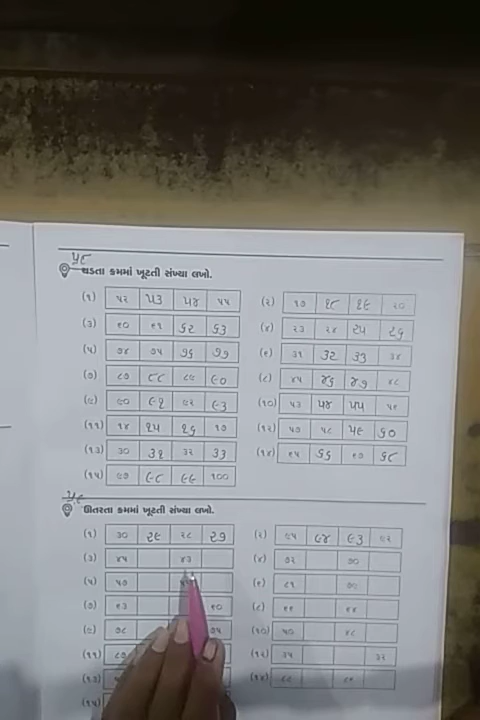 ૫૮
ચડતા ક્રમમાં ખૂટતી સંખ્યા લખો.
(૧) ૫૨ ૫૩ ૫૪ ૫૫ (૨) ૧૭ ૧૮ ૧૯ ૨૦
(૩) ૬૦ ૬૧ ૬૨ ૬૩ (૪) ૨૩ ૨૪ ૨૫ ૨૬
(૫) ૭૪ ૭૫ ૭૬ ૭૭ (૬) ૩૧ ૩૨ ૩૩ ૩૪
(૭) ૮૭ ૮૮ ૮૯ ૯૦ (૮) ૪૫ ૪૬ ૪૭ ૪૮
(૯) ૯૦ ૯૧ ૯૨ ૯૩ (૧૦) ૫૩ ૫૪ ૫૫ ૫૬
(૧૧) ૧૪ ૧૫ ૧૬ ૧૭ (૧૨) ૫૭ ૫૮ ૫૯ ૬૦
(૧૩) ૩૦ ૩૧ ૩૨ ૩૩ (૧૪) ૬૫ ૬૬ ૬૭ ૬૮
(૧૫) ૯૭ ૯૮ ૯૯ ૧૦૦
૫૯
ઊતરતા ક્રમમાં ખૂટતી સંખ્યા લખો.
(૧) ૩૦ ૨૯ ૨૮ ૨૭ (૨) ૯૫ ૯૪ ૯૩ ૯૨
(૩) ૪૫ ૪૩ (૪) ૭૨ ૭૦
(૫) ૫૭ (૬) ૮૧ ૭૯
(૭) ૬૩ ૬૦ (૮) ૬૬ ૬૪
(૯) ૭૮ ૭૫ (૧૦) ૫૦ ૪૮
(૧૧) ૮૭ (૧૨) ૩૫ ૩૨
(૧૩) (૧૪)
(૧૫)